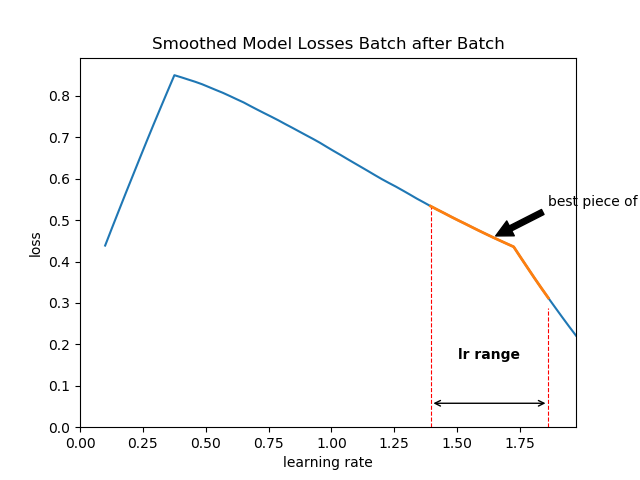 Smoothed Model Losses Batch after Batch
0.8
0.7
0.6
best piece of
0.5
loss
0.4
0.3
0.2
lr range
0.1
0.0
0.00 0.25 0.50 0.75 1.00 1.25 1.50 1.75
learning rate